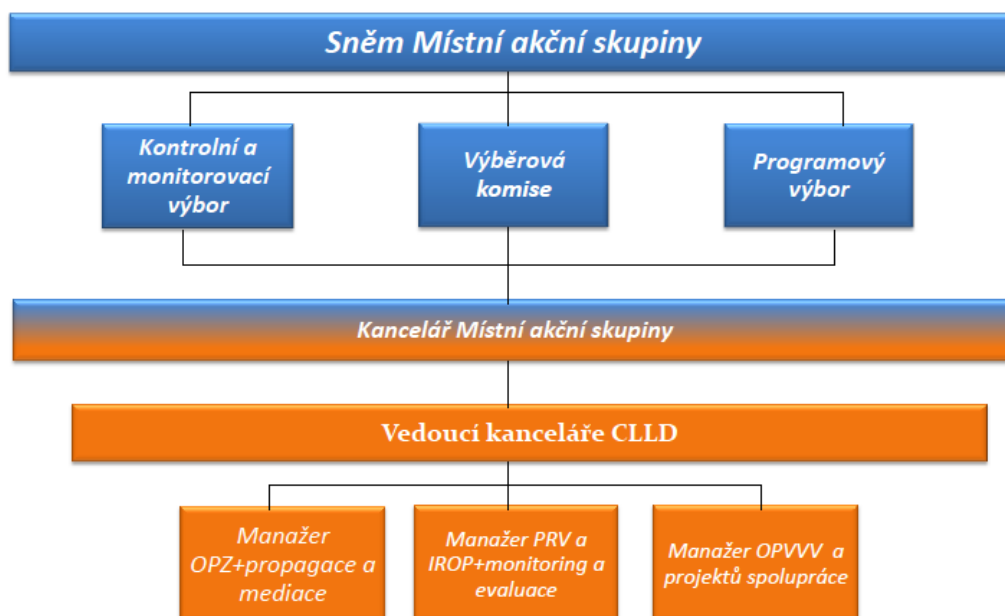 Sněm Místní akční skupiny
Kontrolní a
monitorovací
výbor
Výběrová
komise
Programový
výbor
Kancelář Místní akční skupiny
Vedoucí kanceláře CLLD
Manažer
OPZ+propagace a
mediace
Manažer PRV a
IROP+monitoring a
evaluace
Manažer OPVVV a
projektů spolupráce